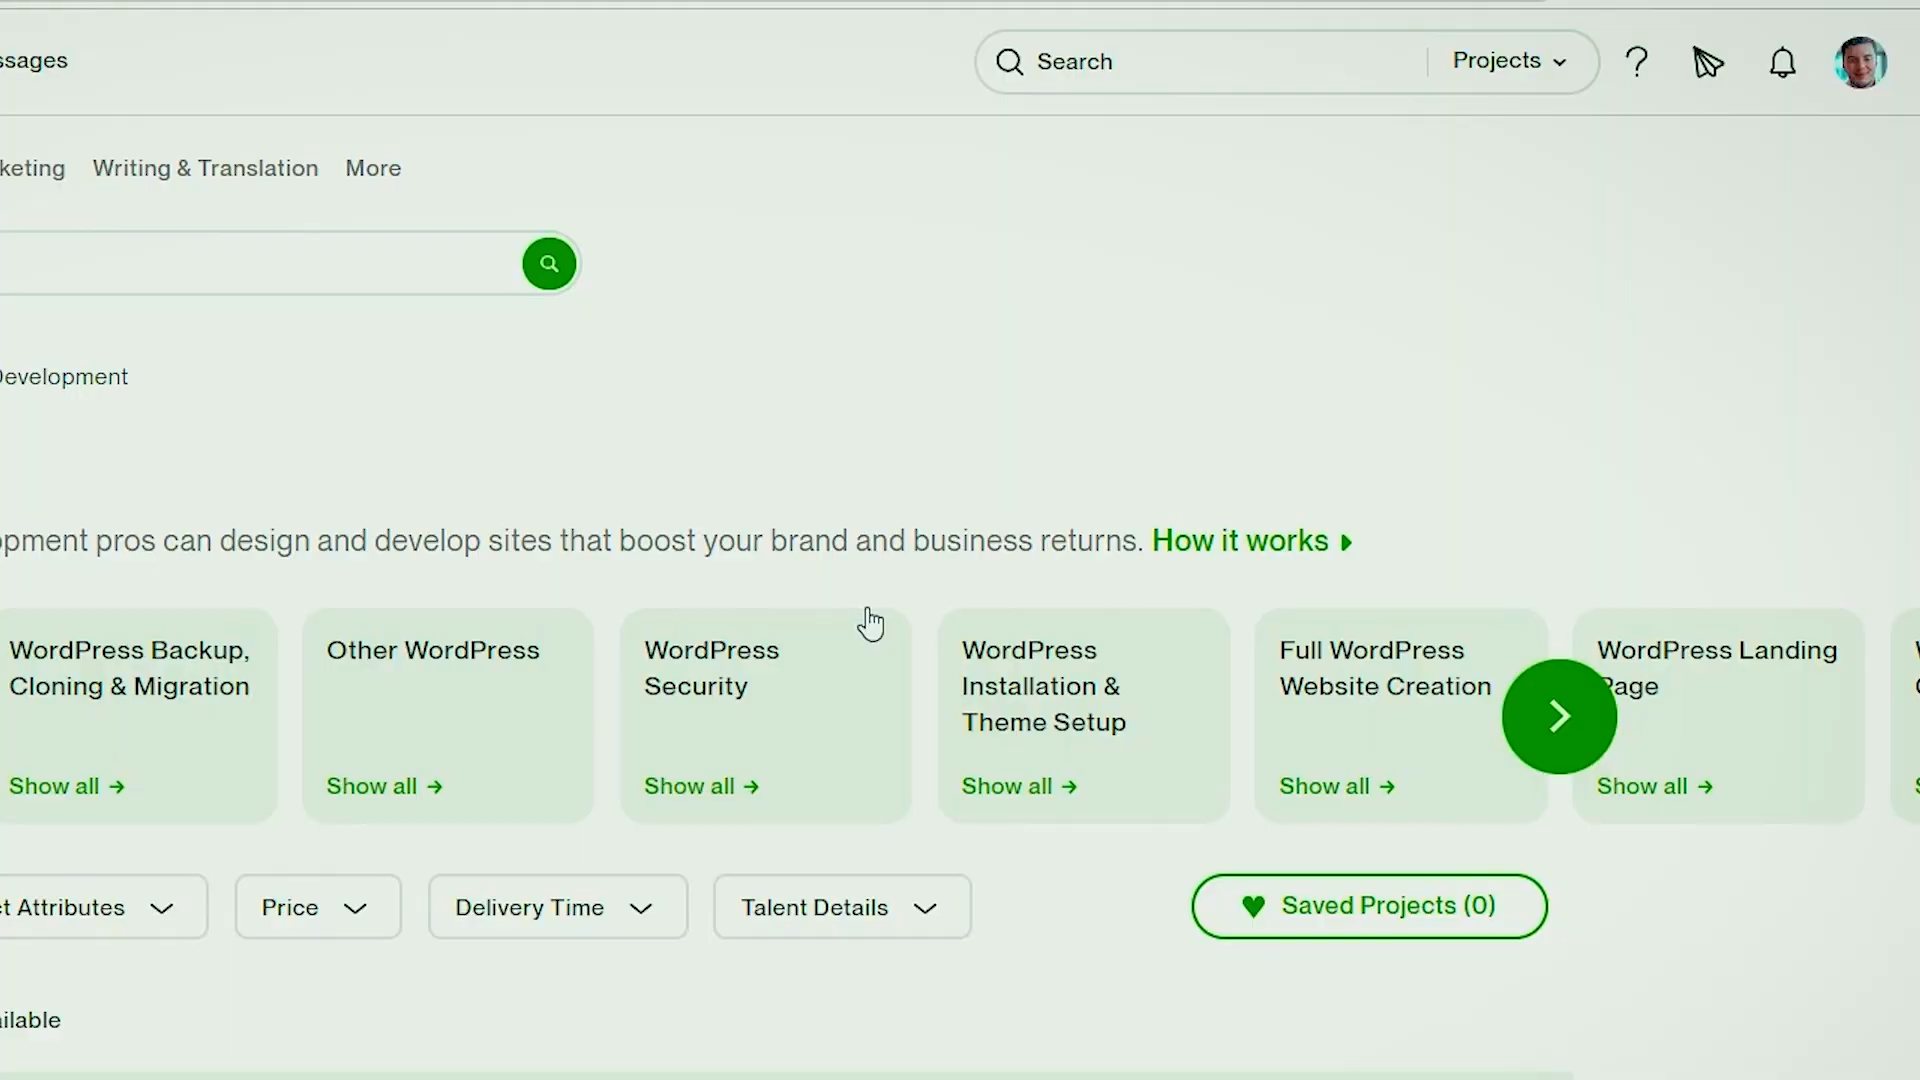 ssages
Search
Projects
keting Writing & Translation More
Development
opment pros can design and develop sites that boost your brand and business returns. How it works
WordPress Backup,
Cloning & Migration
Show all
Other WordPress
Show all
WordPress
Security
Show all
WordPress
Installation &
Theme Setup
Show all
Full WordPress
Website Creation
Show all
WordPress Landing
Page
Show all
ct Attributes
Price
Delivery Time
Talent Details
Saved Projects (0)
ailable